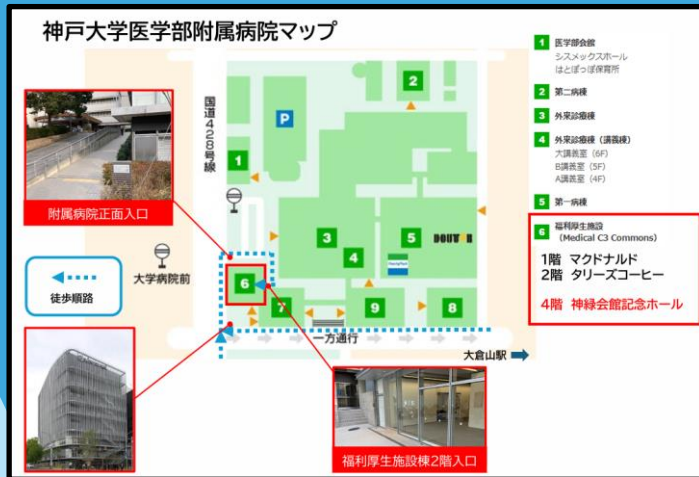 神戸大学医学部附属病院マップ
国道428号線
P
1
2
3
4
5
6
7
8
9
DOUTOR
附属病院正面入口
大学病院前
徒歩順路
一方通行
大倉山駅
福利厚生施設棟2階入口
1 医学部会館
シスメックスホール
はとぽっぽ保育所
2 第二病棟
3 外来診療棟
4 外来診療棟（講義棟）
大講義室（6F）
B講義室（5F）
A講義室（4F）
5 第一病棟
6 福利厚生施設
（Medical C3 Commons）
1階 マクドナルド
2階 タリーズコーヒー
4階 神緑会館記念ホール